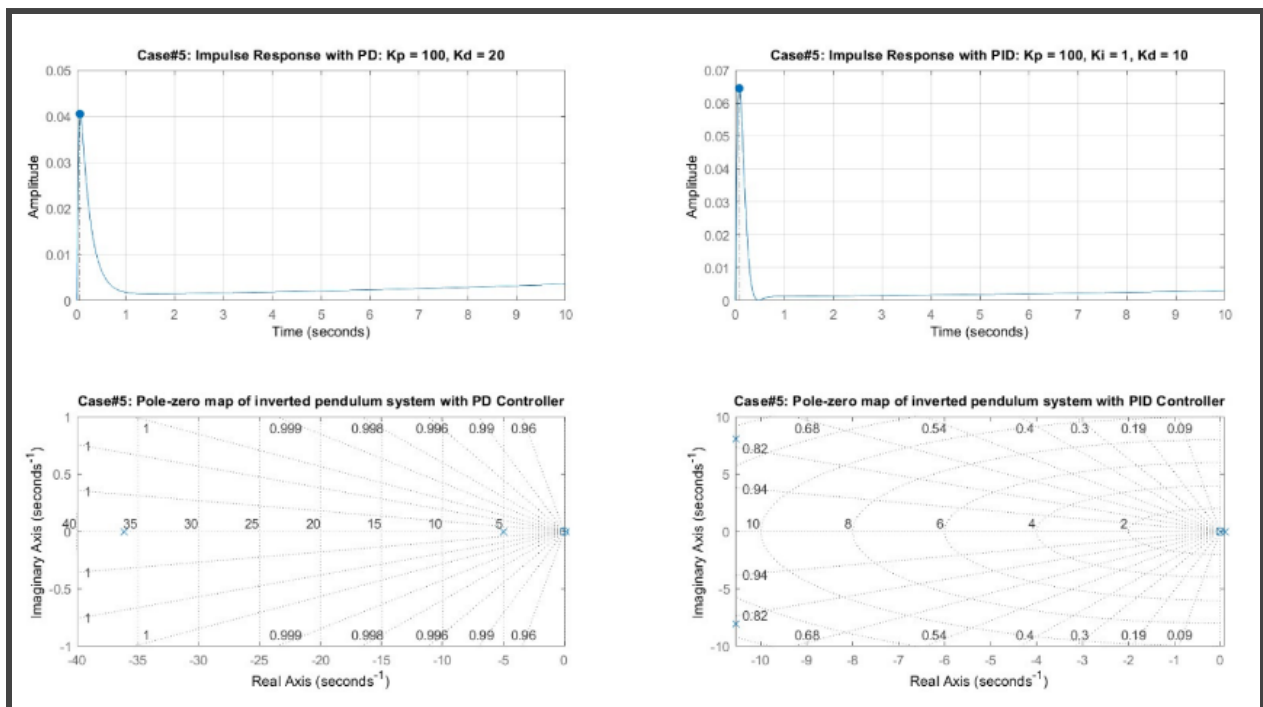 Case#5: Impulse Response with PD: Kp = 100, Kd = 20
0.05
0.04
0.03
0.02
0.01
0
Amplitude
0 1 2 3 4 5 6 7 8 9 10
Time (seconds)
Case#5: Impulse Response with PID: Kp = 100, Ki = 1, Kd = 10
0.07
0.06
0.05
0.04
0.03
0.02
0.01
0
Amplitude
0 1 2 3 4 5 6 7 8 9 10
Time (seconds)
Case#5: Pole-zero map of inverted pendulum system with PD Controller
1
0.5
0
-0.5
-1
Imaginary Axis (seconds⁻¹)
1 0.999 0.998 0.996 0.99 0.96
1
1
40 35 30 25 20 15 10 5
1
1
1 0.999 0.998 0.996 0.99 0.96
-40 -35 -30 -25 -20 -15 -10 -5 0
Real Axis (seconds⁻¹)
Case#5: Pole-zero map of inverted pendulum system with PID Controller
10
5
0
-5
-10
Imaginary Axis (seconds⁻¹)
0.68 0.54 0.4 0.3 0.19 0.09
0.82
0.94
10 8 6 4 2
0.94
0.82
0.68 0.54 0.4 0.3 0.19 0.09
-10 -9 -8 -7 -6 -5 -4 -3 -2 -1 0
Real Axis (seconds⁻¹)